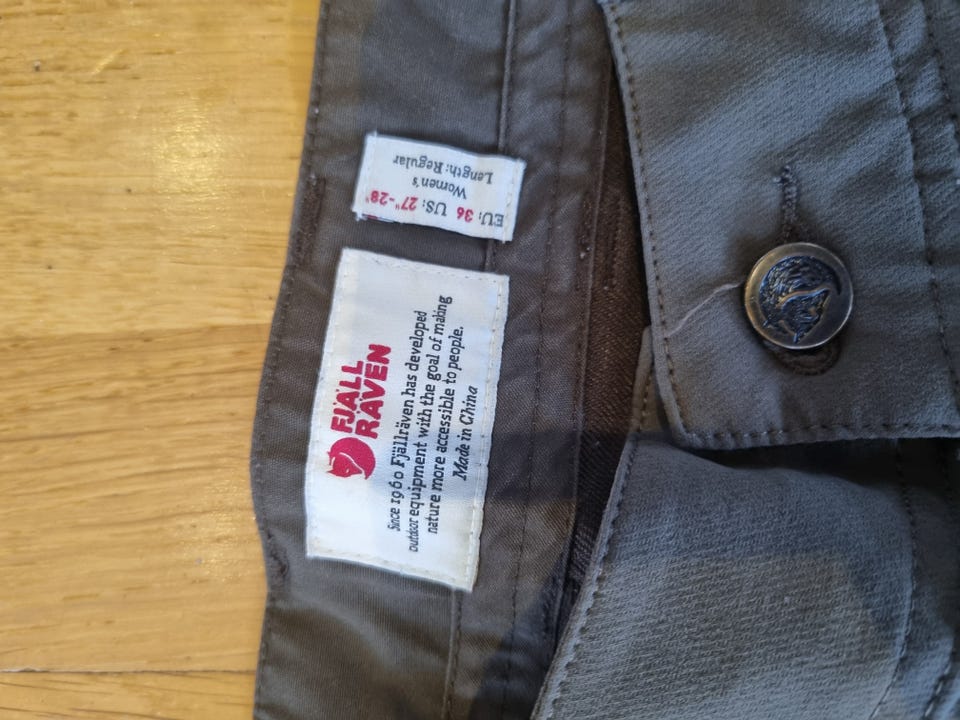 EU: 36 US: 27"-28"
Women's
Length: Regular
FJÄLL
RÄVEN
Since 1960 Fjällräven has developed
outdoor equipment with the goal of making
nature more accessible to people.
Made in China